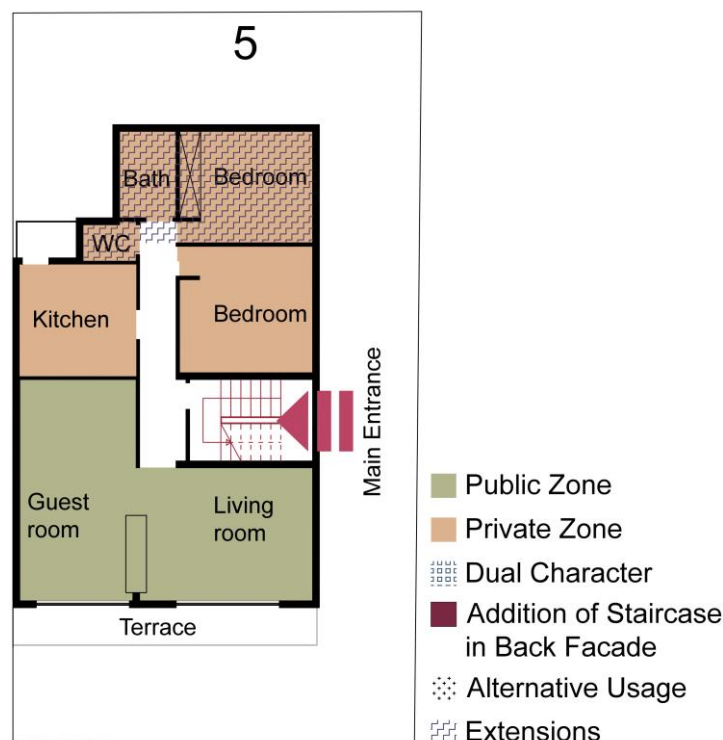 5
Bath
Bedroom
WC
Kitchen
Bedroom
Main Entrance
Guest
room
Living
room
Terrace
Public Zone
Private Zone
Dual Character
Addition of Staircase
in Back Facade
Alternative Usage
Extensions